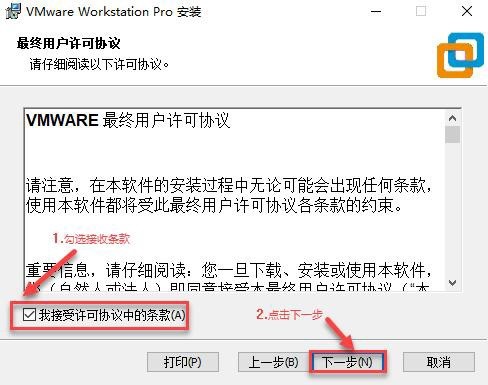 VMware Workstation Pro 安装
最终用户许可协议
请仔细阅读以下许可协议。
VMWARE 最终用户许可协议
请注意，在本软件的安装过程中无论可能会出现任何条款，
使用本软件都将受此最终用户许可协议各条款的约束。
1.勾选接收条款
重要信息，请仔细阅读：您一旦下载、安装或使用本软件，
（自然人或法人）即同意接受本最终用户许可协议（“本
我接受许可协议中的条款(A)
2.点击下一步
打印(P)
上一步(B)
下一步(N)
取消